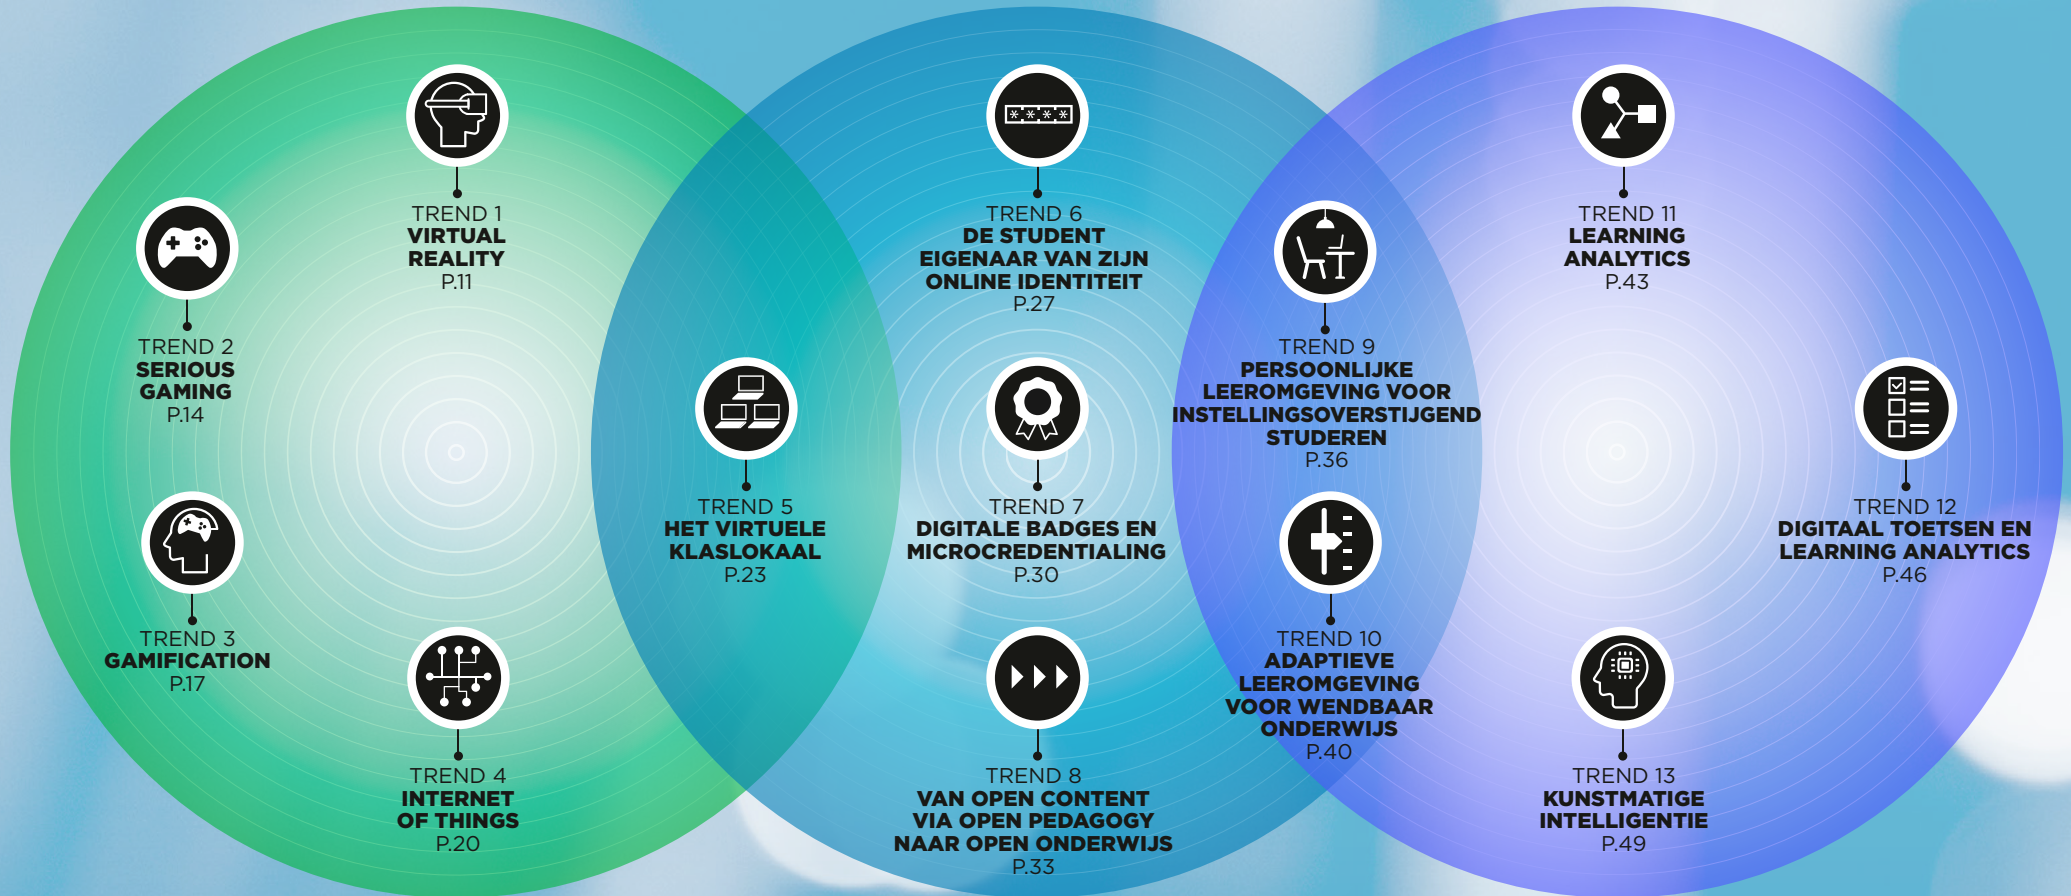 TREND 1
VIRTUAL
REALITY
P.11
TREND 2
SERIOUS
GAMING
P.14
TREND 3
GAMIFICATION
P.17
TREND 4
INTERNET
OF THINGS
P.20
TREND 5
HET VIRTUELE
KLASLOKAAL
P.23
TREND 6
DE STUDENT
EIGENAAR VAN ZIJN
ONLINE IDENTITEIT
P.27
TREND 7
DIGITALE BADGES EN
MICROCREDENTIALING
P.30
TREND 8
VAN OPEN CONTENT
VIA OPEN PEDAGOGY
NAAR OPEN ONDERWIJS
P.33
TREND 9
PERSOONLIJKE
LEEROMGEVING VOOR
INSTELLINGSOVERSTIJGEND
STUDEREN
P.36
TREND 10
ADAPTIEVE
LEEROMGEVING
VOOR WENDBAAR
ONDERWIJS
P.40
TREND 11
LEARNING
ANALYTICS
P.43
TREND 12
DIGITAAL TOETSEN EN
LEARNING ANALYTICS
P.46
TREND 13
KUNSTMATIGE
INTELLIGENTIE
P.49